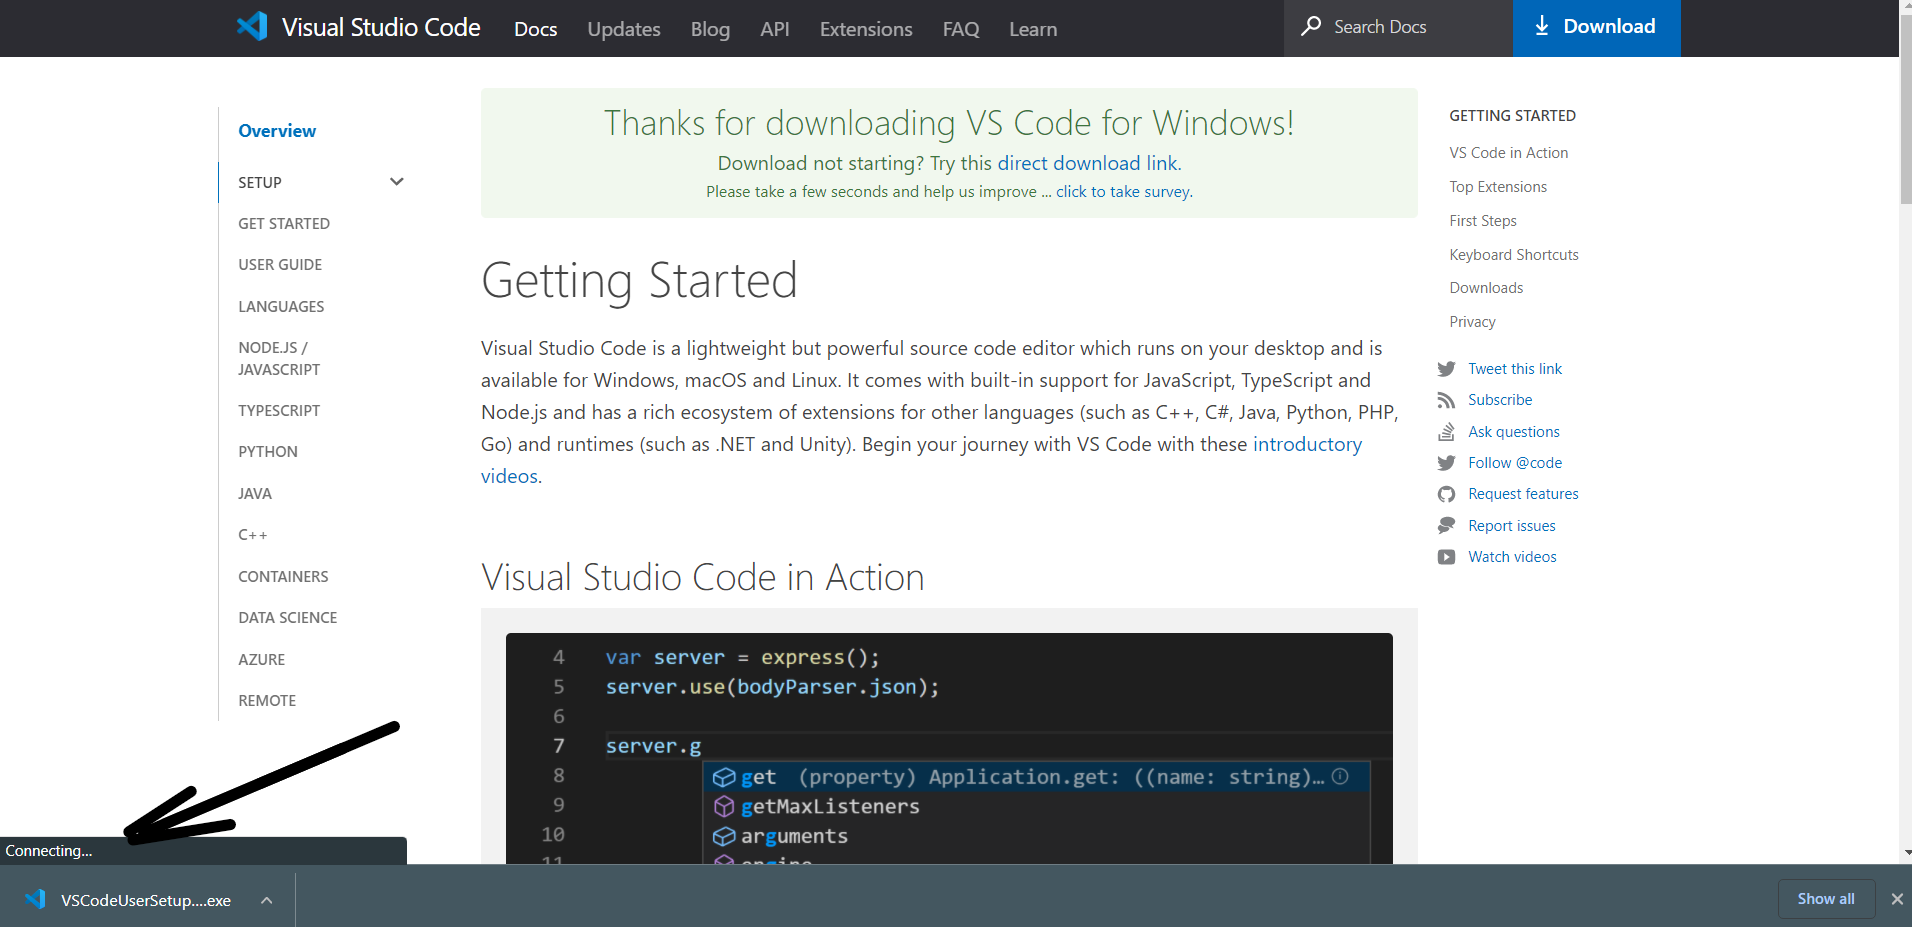 Visual Studio Code Docs Updates Blog API Extensions FAQ Learn Search Docs Download
Overview
SETUP
GET STARTED
USER GUIDE
LANGUAGES
NODE.JS /
JAVASCRIPT
TYPESCRIPT
PYTHON
JAVA
C++
CONTAINERS
DATA SCIENCE
AZURE
REMOTE
Thanks for downloading VS Code for Windows!
Download not starting? Try this direct download link.
Please take a few seconds and help us improve ... click to take survey.
Getting Started
Visual Studio Code is a lightweight but powerful source code editor which runs on your desktop and is
available for Windows, macOS and Linux. It comes with built-in support for JavaScript, TypeScript and
Node.js and has a rich ecosystem of extensions for other languages (such as C++, C#, Java, Python, PHP,
Go) and runtimes (such as .NET and Unity). Begin your journey with VS Code with these introductory
videos.
Visual Studio Code in Action
4 var server = express();
5 server.use(bodyParser.json);
6
7 server.g
8 get (property) Application.get: ((name: string)...
9 getMaxListeners
10 arguments
11 engine
GETTING STARTED
VS Code in Action
Top Extensions
First Steps
Keyboard Shortcuts
Downloads
Privacy
Tweet this link
Subscribe
Ask questions
Follow @code
Request features
Report issues
Watch videos
Connecting...
VSCodeUserSetup....exe
Show all